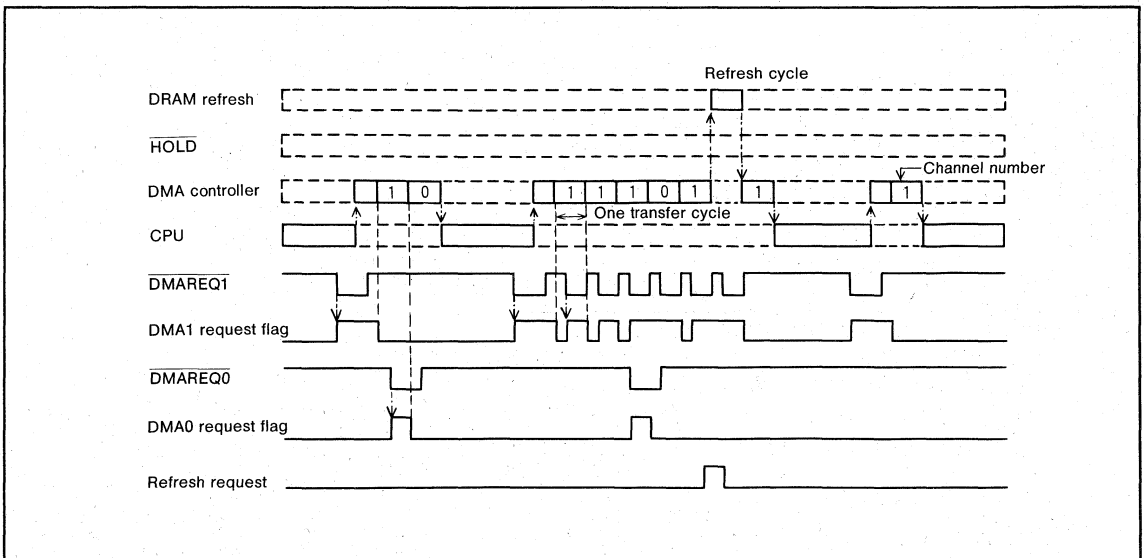 Refresh cycle
DRAM refresh
HOLD
Channel number
DMA controller 1 0 1 1 1 0 1 1 1
One transfer cycle
CPU
DMAREQ1
DMA1 request flag
DMAREQ0
DMA0 request flag
Refresh request